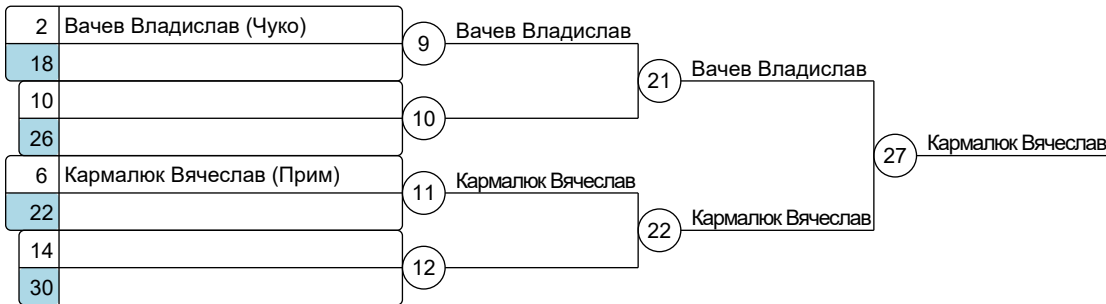 2 Вачев Владислав (Чуко)
18
10
26
6 Кармалюк Вячеслав (Прим)
22
14
30
9
10
11
12
Вачев Владислав
Кармалюк Вячеслав
21
22
Вачев Владислав
Кармалюк Вячеслав
27
Кармалюк Вячеслав